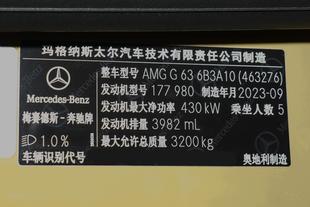 玛格纳斯太尔汽车技术有限责任公司制造
整车型号 AMG G 63 6B3A10 (463276)
发动机型号 177 980 制造年月 2023-09
发动机最大净功率 430 kW 乘坐人数 5
Mercedes-Benz
梅赛德斯-奔驰牌
发动机排量 3982 mL
1.0% 最大允许总质量 3200kg
车辆识别代号 奥地利制造